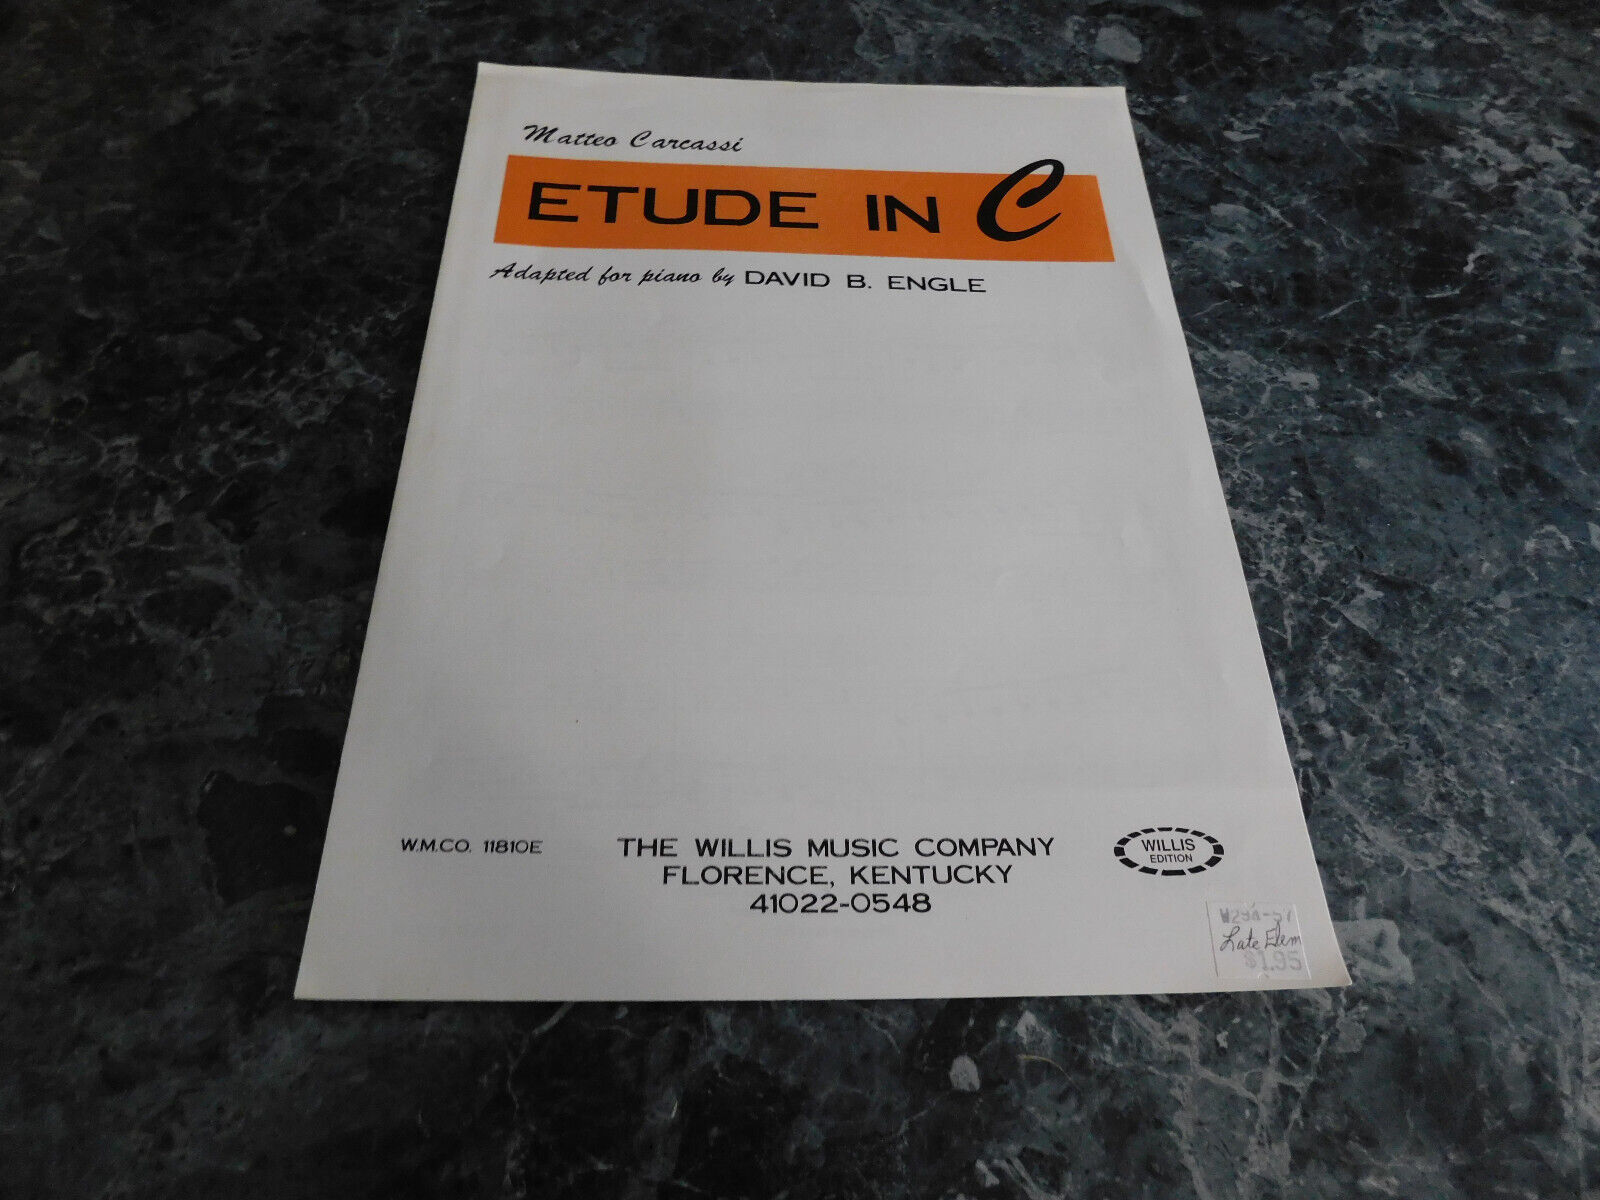 Matteo Carcassi
ETUDE IN C
Adapted for piano by DAVID B. ENGLE
W.M.CO. 11810E
THE WILLIS MUSIC COMPANY
FLORENCE, KENTUCKY
41022-0548
WILLIS
EDITION
Late Elem
$1.95